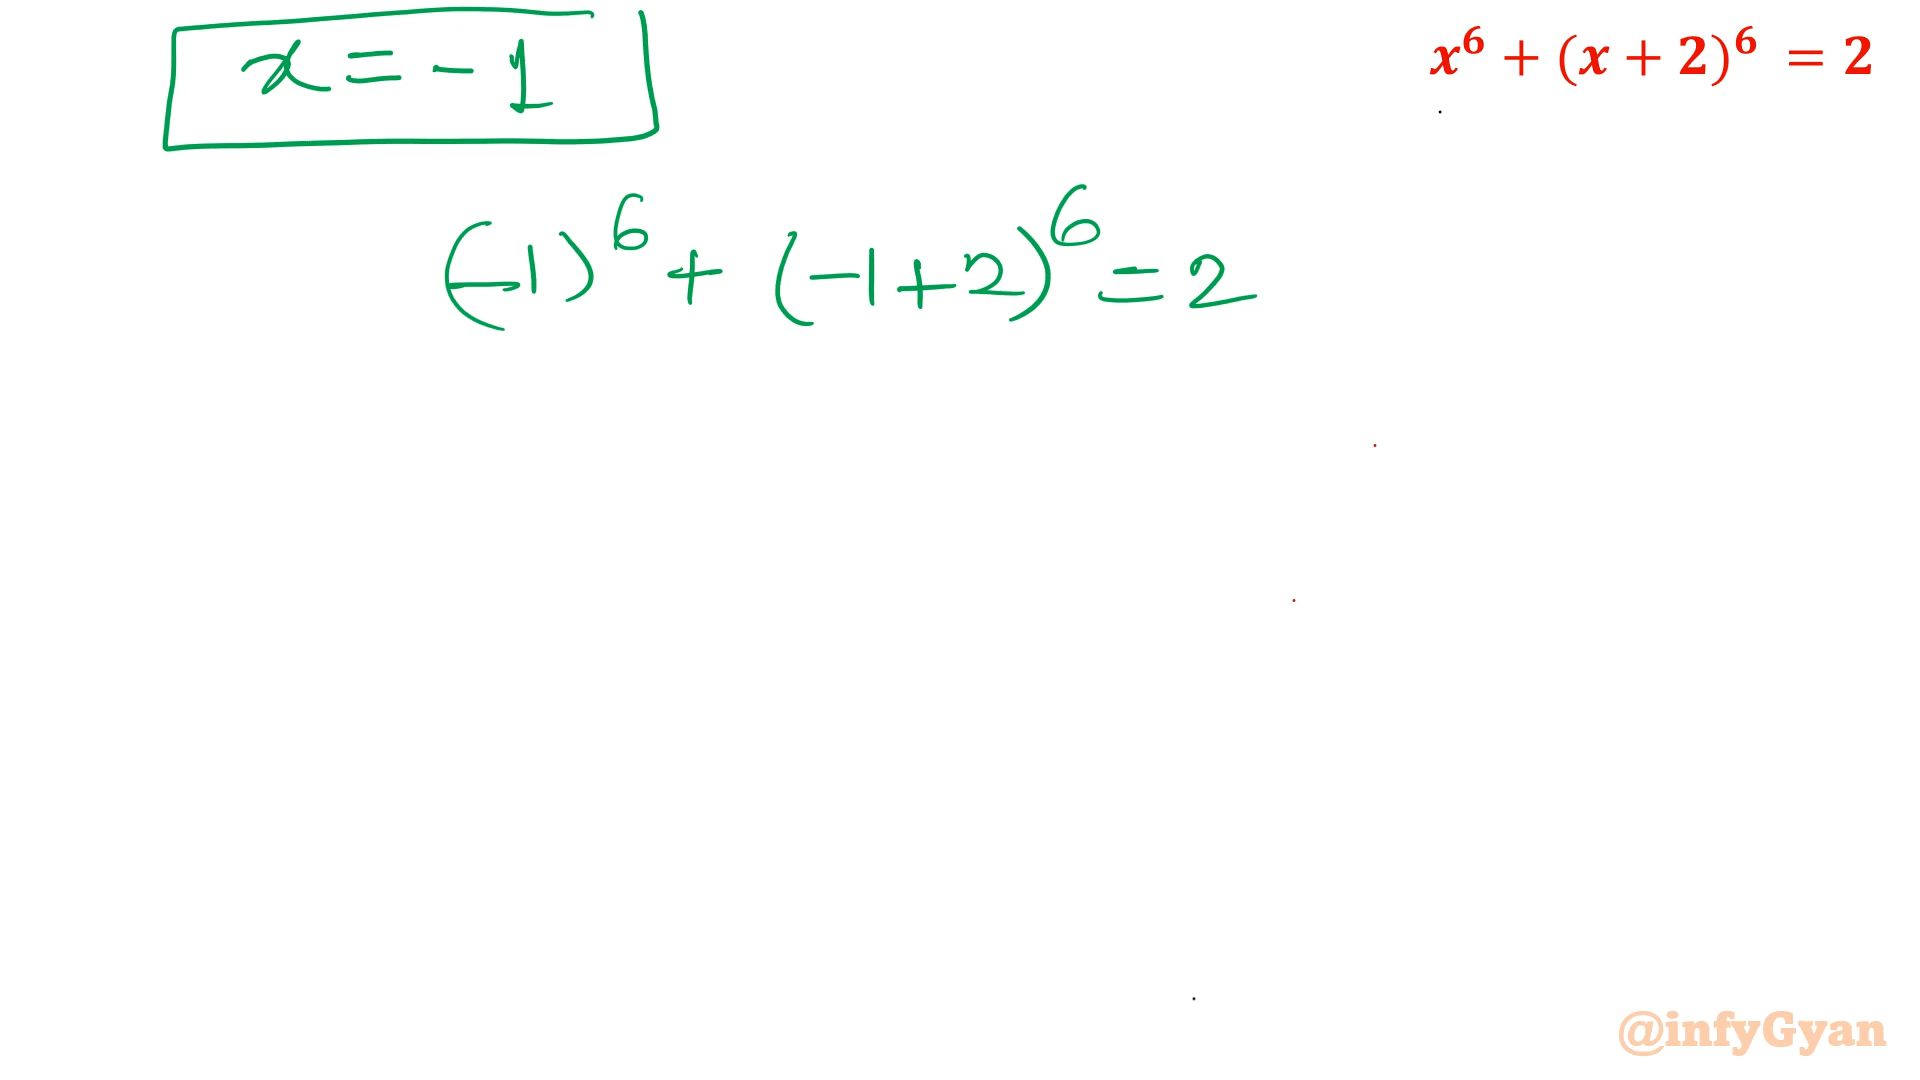 x = -1
x⁶ + (x + 2)⁶ = 2
(-1)⁶ + (-1+2)⁶ = 2
@infyGyan